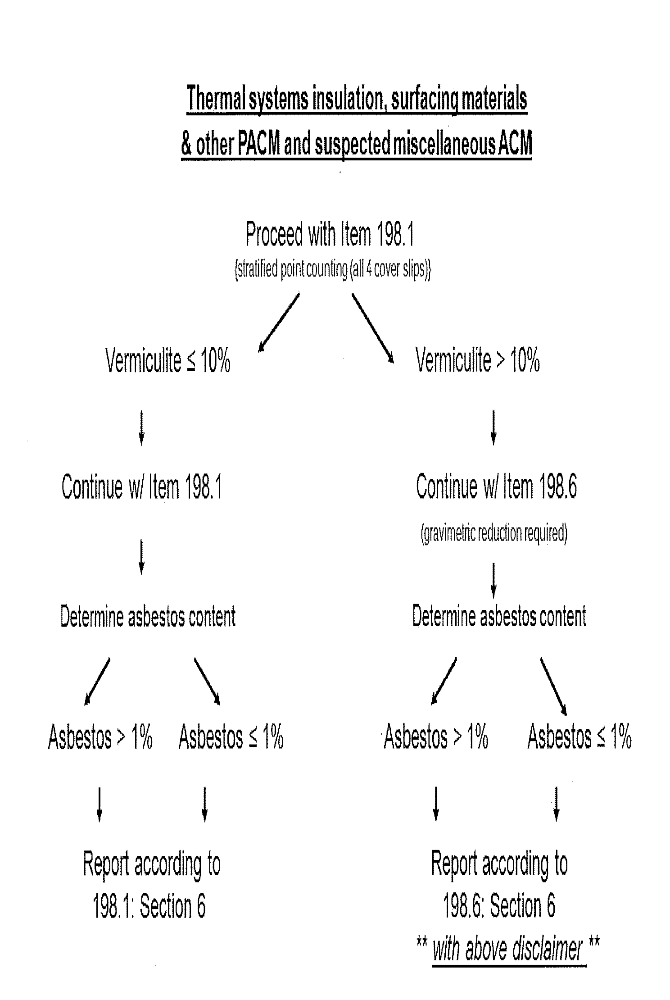 Thermal systems insulation, surfacing materials
& other PACM and suspected miscellaneous ACM
Proceed with Item 198.1
{stratified point counting (all 4 cover slips)}
Vermiculite ≤ 10%
Vermiculite > 10%
Continue w/ Item 198.1
Continue w/ Item 198.6
(gravimetric reduction required)
Determine asbestos content
Determine asbestos content
Asbestos > 1%
Asbestos ≤ 1%
Asbestos > 1%
Asbestos ≤ 1%
Report according to
198.1: Section 6
Report according to
198.6: Section 6
** with above disclaimer **